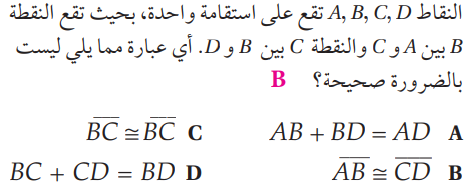 النقاط A, B, C, D تقع على استقامة واحدة، بحيث تقع النقطة
B بين A و C والنقطة C بين B و D. أي عبارة مما يلي ليست
بالضرورة صحيحة؟ B
A AB + BD = AD C $\overline{BC} \cong \overline{BC}$
B $\overline{AB} \cong \overline{CD}$ D BC + CD = BD